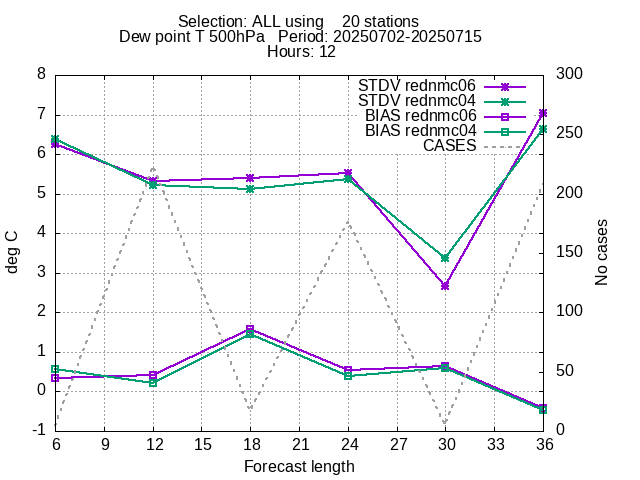 Selection: ALL using    20 stations
Dew point T 500hPa   Period: 20250702-20250715
Hours: 12
8
7
6
5
4
3
2
1
0
-1
300
250
200
150
100
50
0
STDV rednmc06
STDV rednmc04
BIAS rednmc06
BIAS rednmc04
CASES
deg C
No cases
6 9 12 15 18 21 24 27 30 33 36
Forecast length